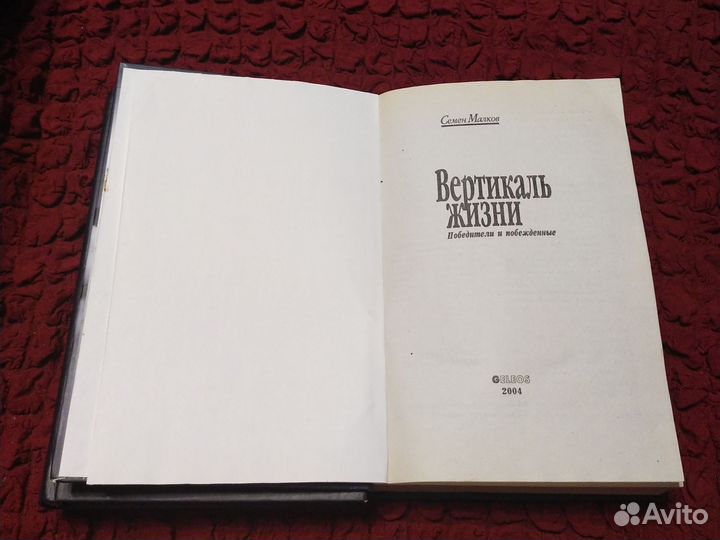 Семен Малков
Вертикаль
жизни
Победители и побежденные
GELEOS
2004
Avito